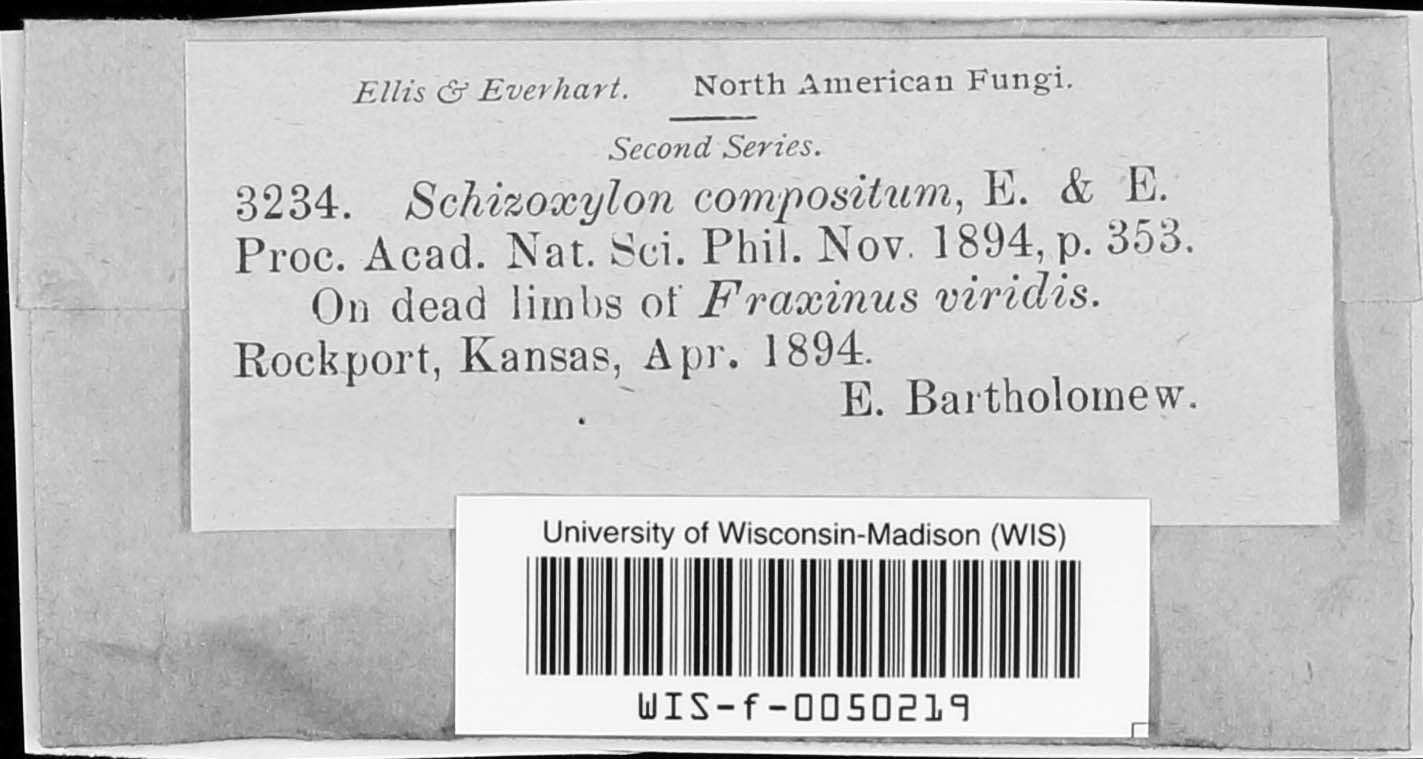 Ellis & Everhart. North American Fungi.
Second Series.
3234. Schizoxylon compositum, E. & E.
Proc. Acad. Nat. Sci. Phil. Nov. 1894, p. 353.
On dead limbs of Fraxinus viridis.
Rockport, Kansas, Apr. 1894.
E. Bartholomew.
University of Wisconsin-Madison (WIS)
WIS-f-0050219